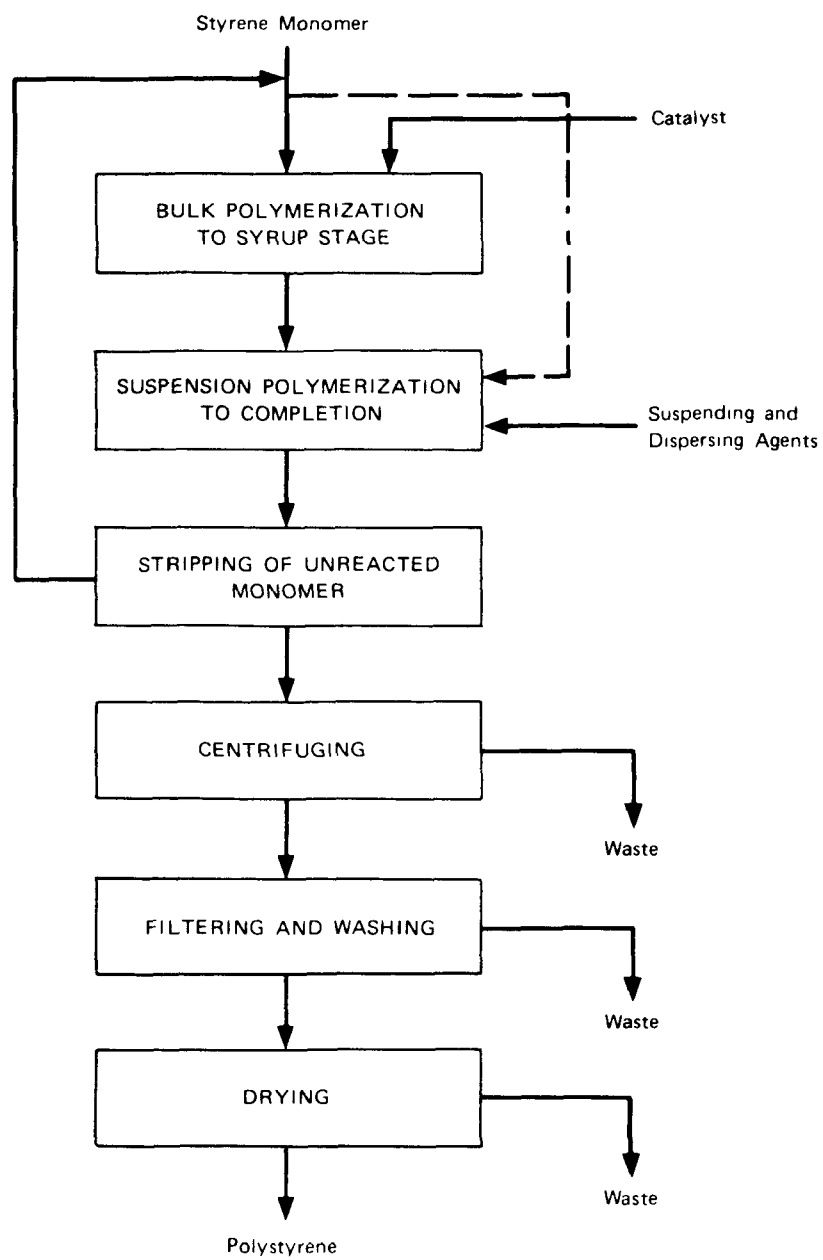 Styrene Monomer
Catalyst
BULK POLYMERIZATION
TO SYRUP STAGE
SUSPENSION POLYMERIZATION
TO COMPLETION
Suspending and
Dispersing Agents
STRIPPING OF UNREACTED
MONOMER
CENTRIFUGING
Waste
FILTERING AND WASHING
Waste
DRYING
Waste
Polystyrene